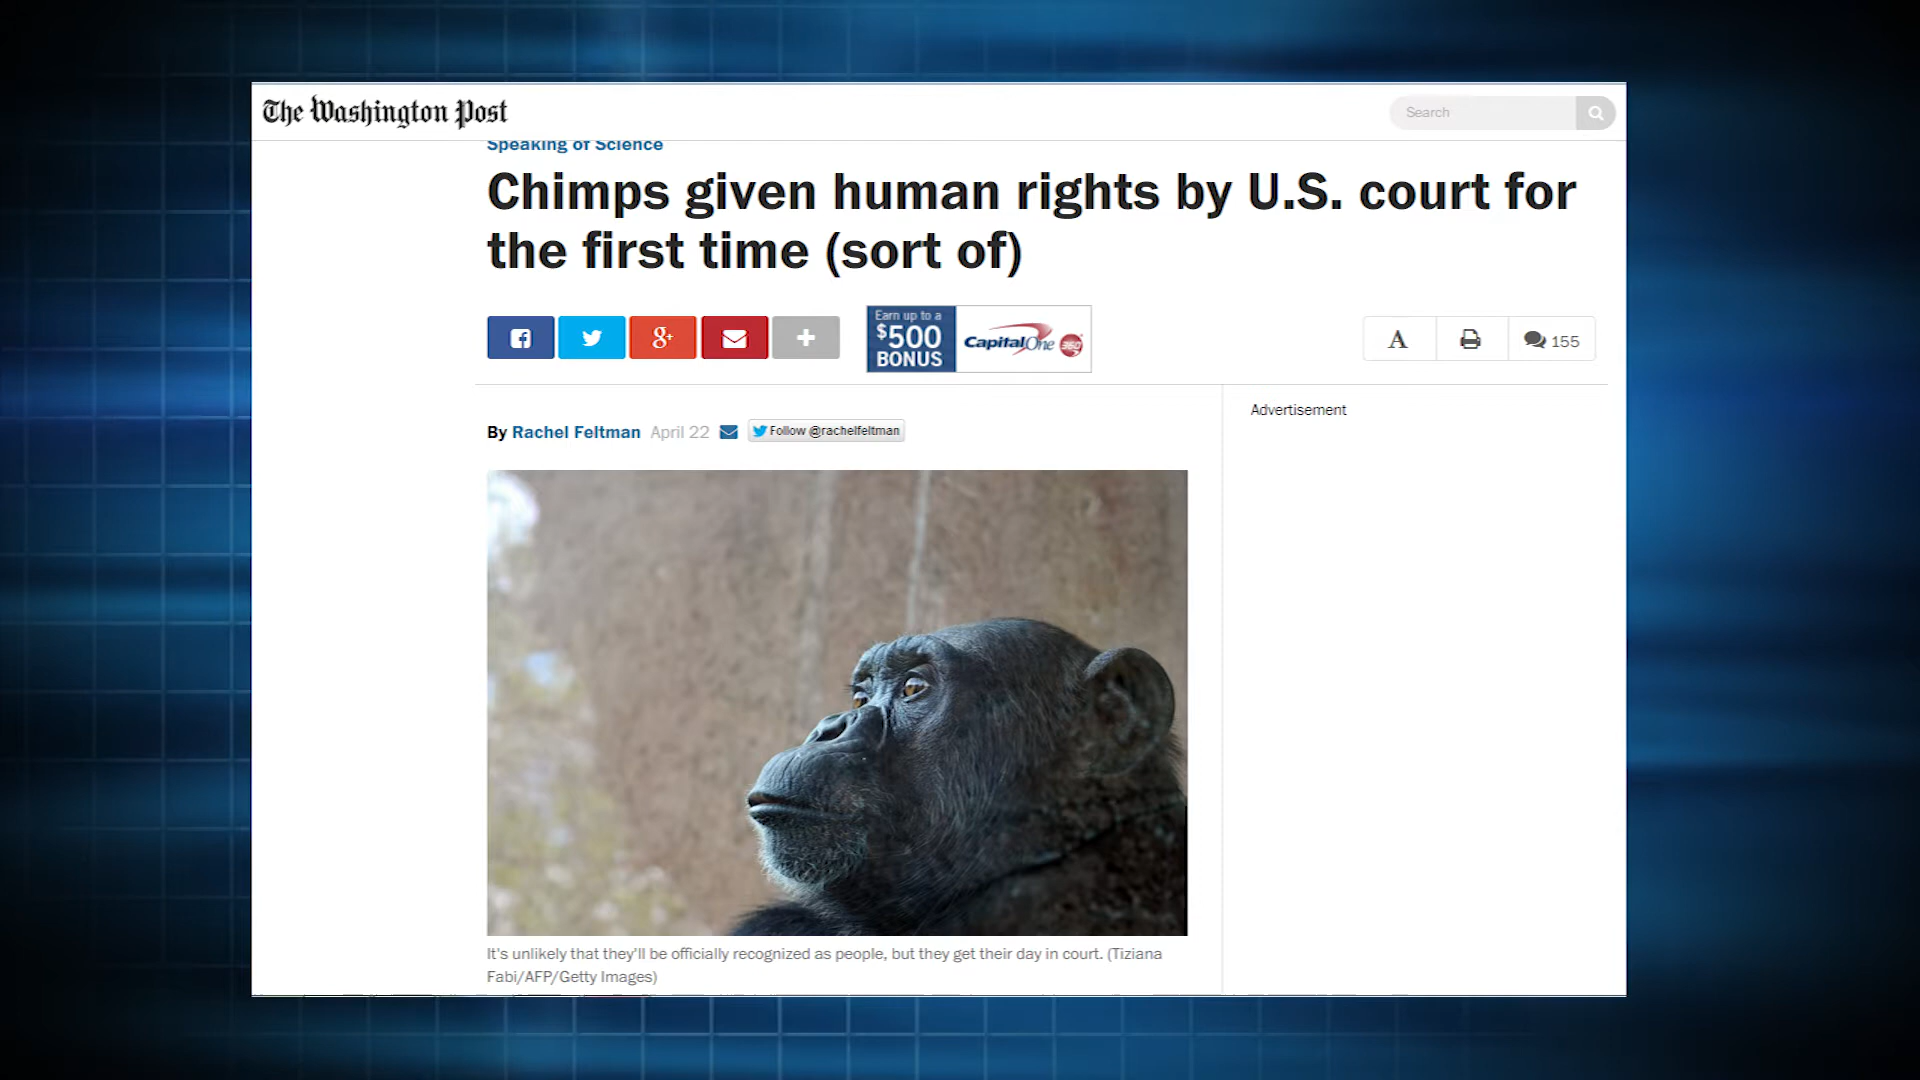 The Washington Post
Search
Speaking of Science
Chimps given human rights by U.S. court for
the first time (sort of)
Earn up to a
$500
BONUS
CapitalOne 360
A
155
By Rachel Feltman April 22
Follow @rachelfeltman
Advertisement
It's unlikely that they'll be officially recognized as people, but they get their day in court. (Tiziana
Fabi/AFP/Getty Images)